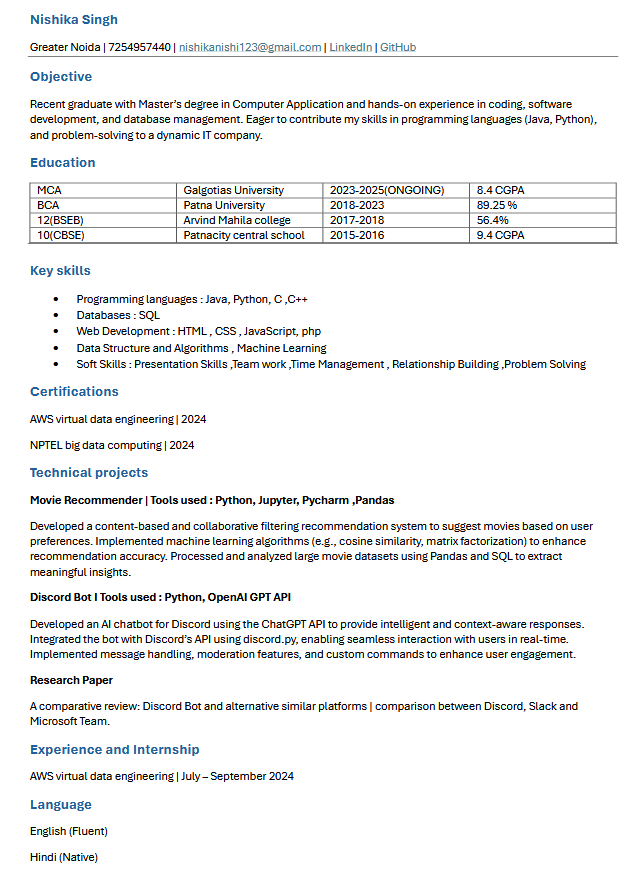 Nishika Singh
Greater Noida | 7254957440 | nishikanishi123@gmail.com | LinkedIn | GitHub
Objective
Recent graduate with Master's degree in Computer Application and hands-on experience in coding, software
development, and database management. Eager to contribute my skills in programming languages (Java, Python),
and problem-solving to a dynamic IT company.
Education
MCA Galgotias University 2023-2025(ONGOING) 8.4 CGPA
BCA Patna University 2018-2023 89.25 %
12(BSEB) Arvind Mahila college 2017-2018 56.4%
10(CBSE) Patnacity central school 2015-2016 9.4 CGPA
Key skills
• Programming languages : Java, Python, C ,C++
• Databases : SQL
• Web Development : HTML , CSS , JavaScript, php
• Data Structure and Algorithms , Machine Learning
• Soft Skills : Presentation Skills ,Team work ,Time Management , Relationship Building ,Problem Solving
Certifications
AWS virtual data engineering | 2024
NPTEL big data computing | 2024
Technical projects
Movie Recommender | Tools used : Python, Jupyter, Pycharm ,Pandas
Developed a content-based and collaborative filtering recommendation system to suggest movies based on user
preferences. Implemented machine learning algorithms (e.g., cosine similarity, matrix factorization) to enhance
recommendation accuracy. Processed and analyzed large movie datasets using Pandas and SQL to extract
meaningful insights.
Discord Bot I Tools used : Python, OpenAI GPT API
Developed an AI chatbot for Discord using the ChatGPT API to provide intelligent and context-aware responses.
Integrated the bot with Discord's API using discord.py, enabling seamless interaction with users in real-time.
Implemented message handling, moderation features, and custom commands to enhance user engagement.
Research Paper
A comparative review: Discord Bot and alternative similar platforms | comparison between Discord, Slack and
Microsoft Team.
Experience and Internship
AWS virtual data engineering | July – September 2024
Language
English (Fluent)
Hindi (Native)